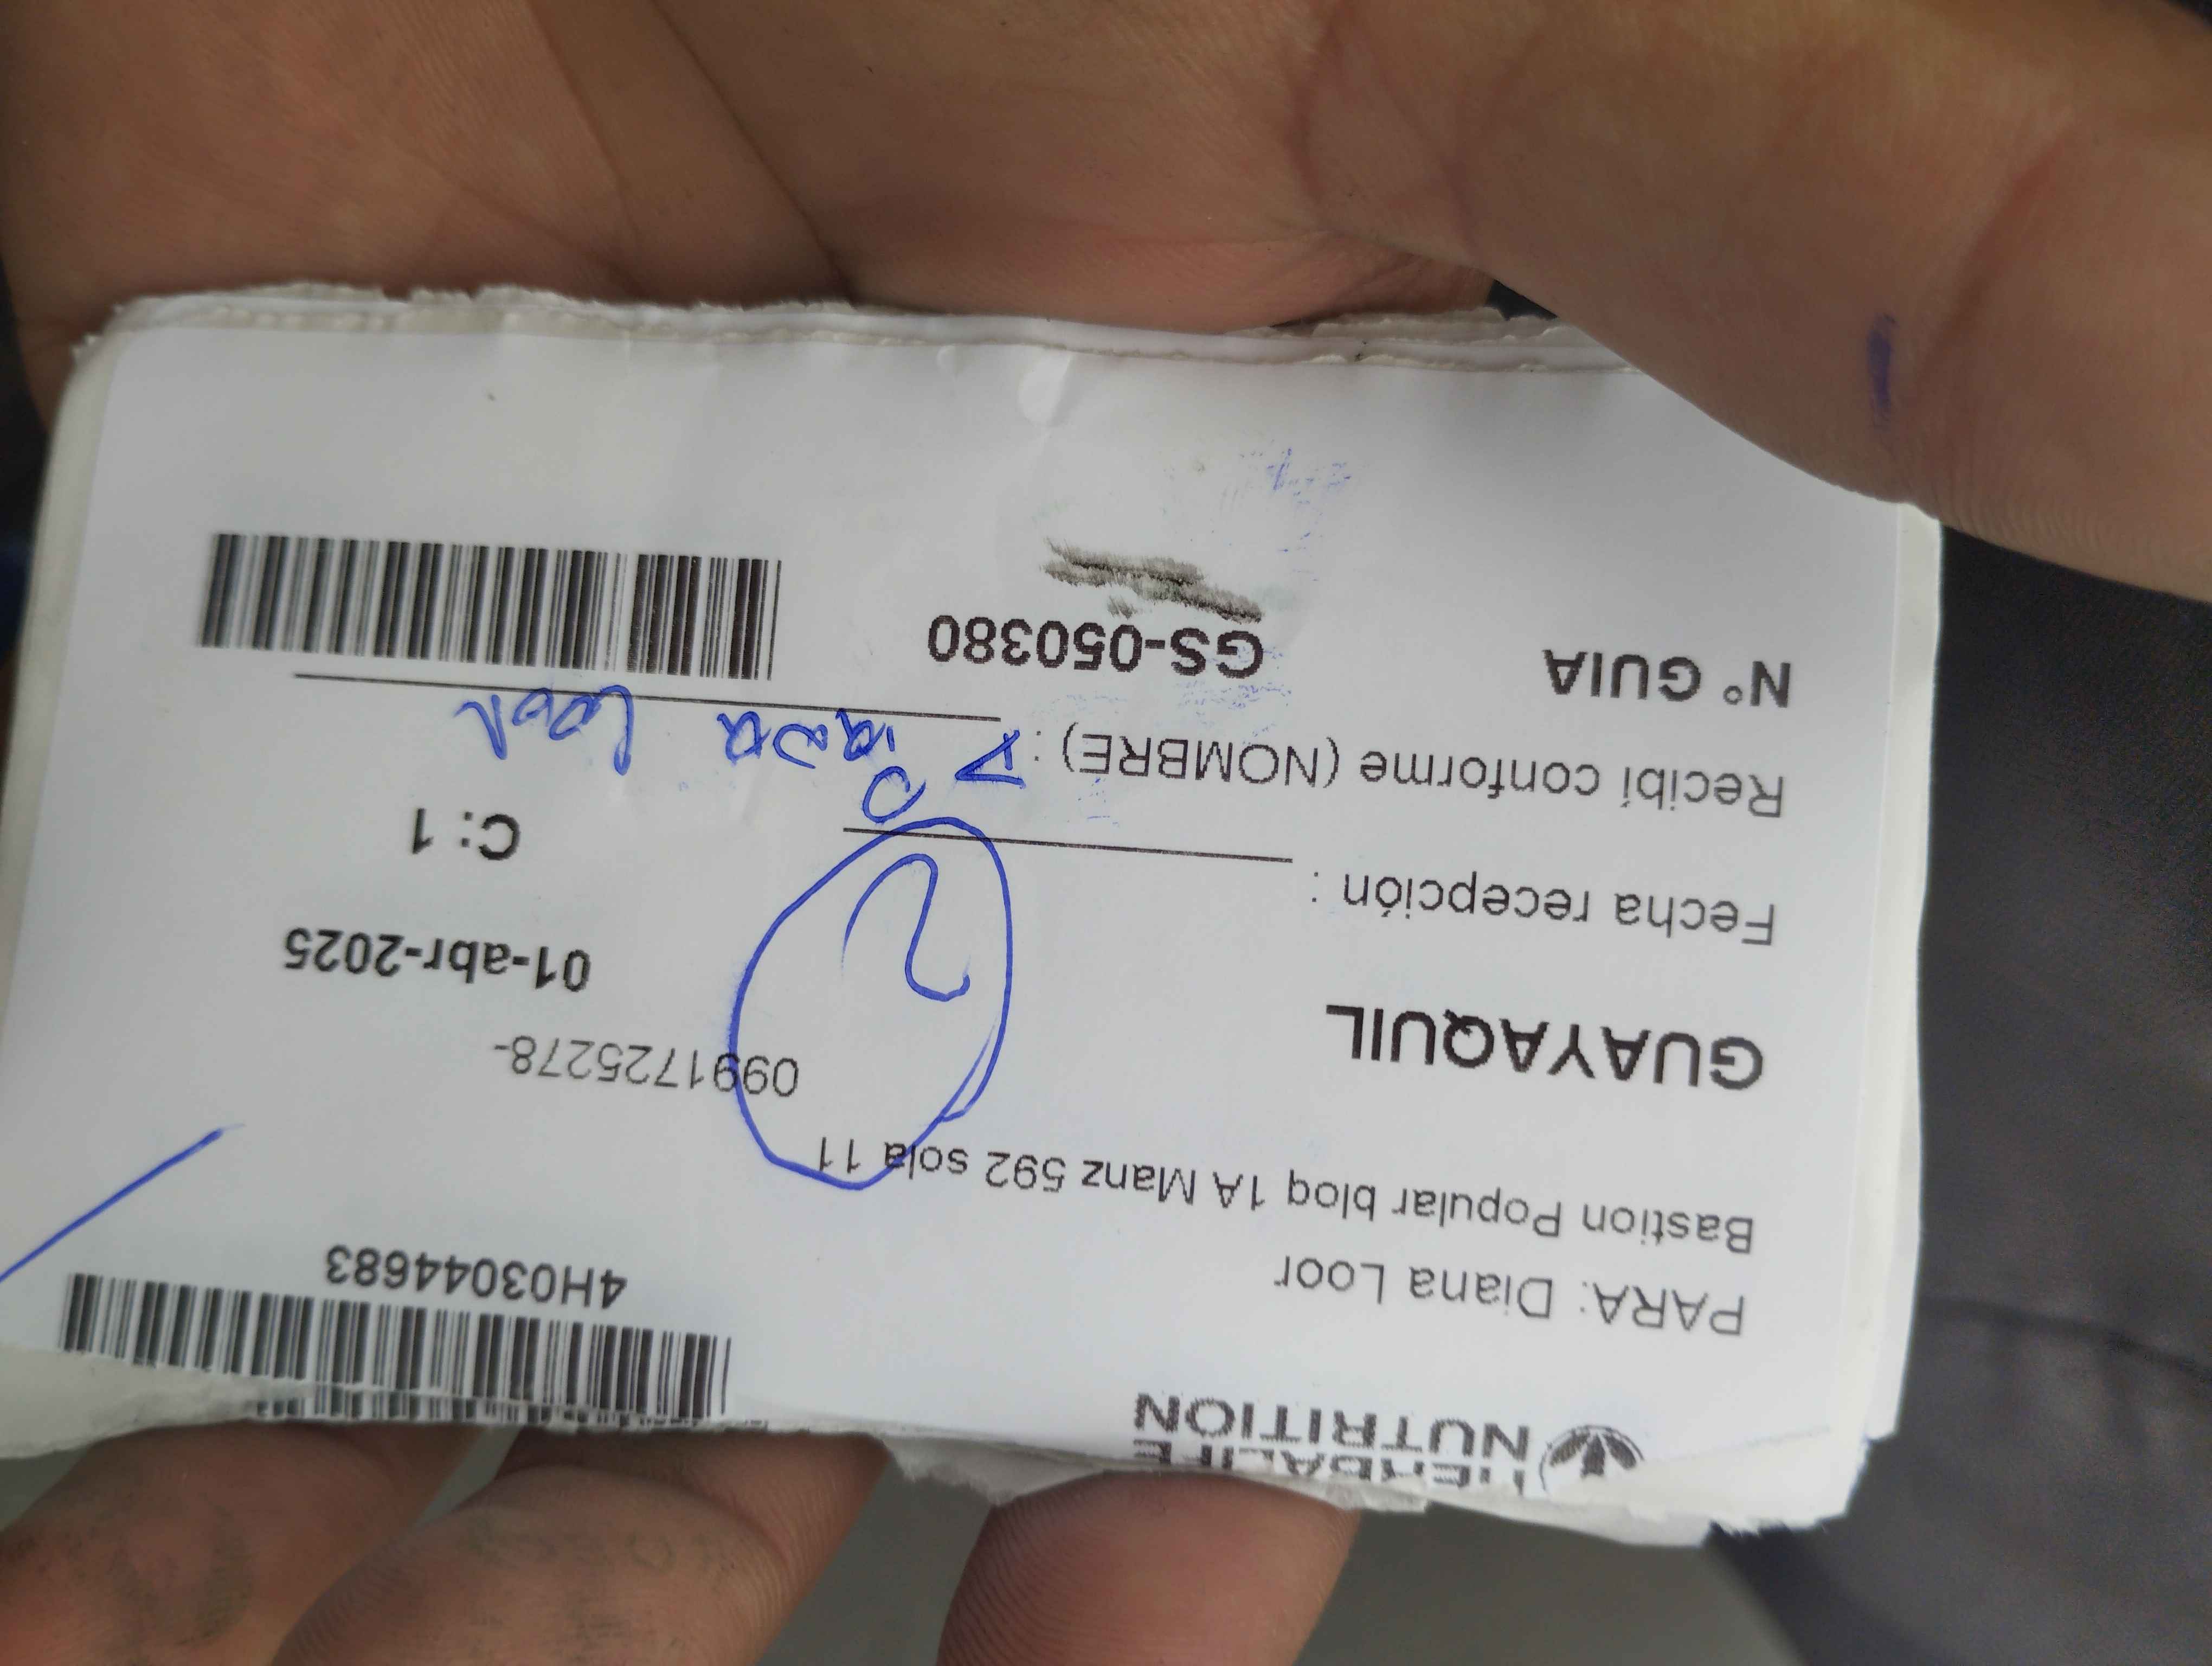 HERBALIFE
NUTRITION
4H03044683
PARA: Diana Loor
Bastion Popular bloq 1A Manz 592 sola 11
0991725278-
GUAYAQUIL
01-abr-2025
Fecha recepción :
C: 1
Recibí conforme (NOMBRE) : Diana Loor
N° GUIA GS-050380